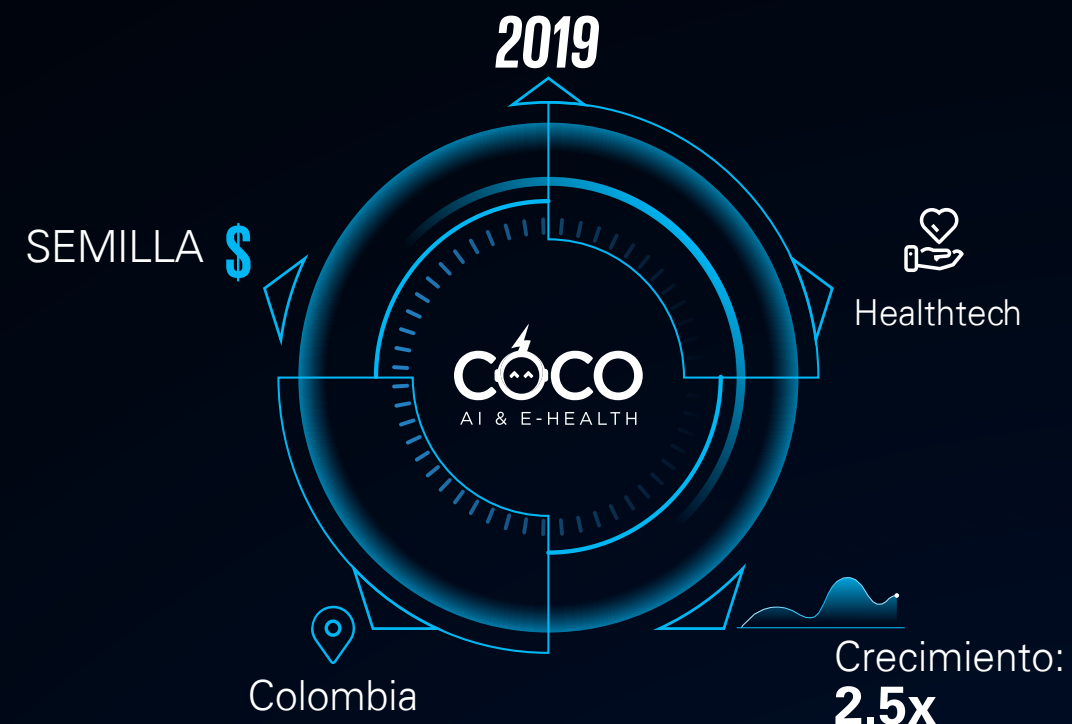 2019
SEMILLA $
Healthtech
COCO
AI & E-HEALTH
Colombia
Crecimiento:
2.5x